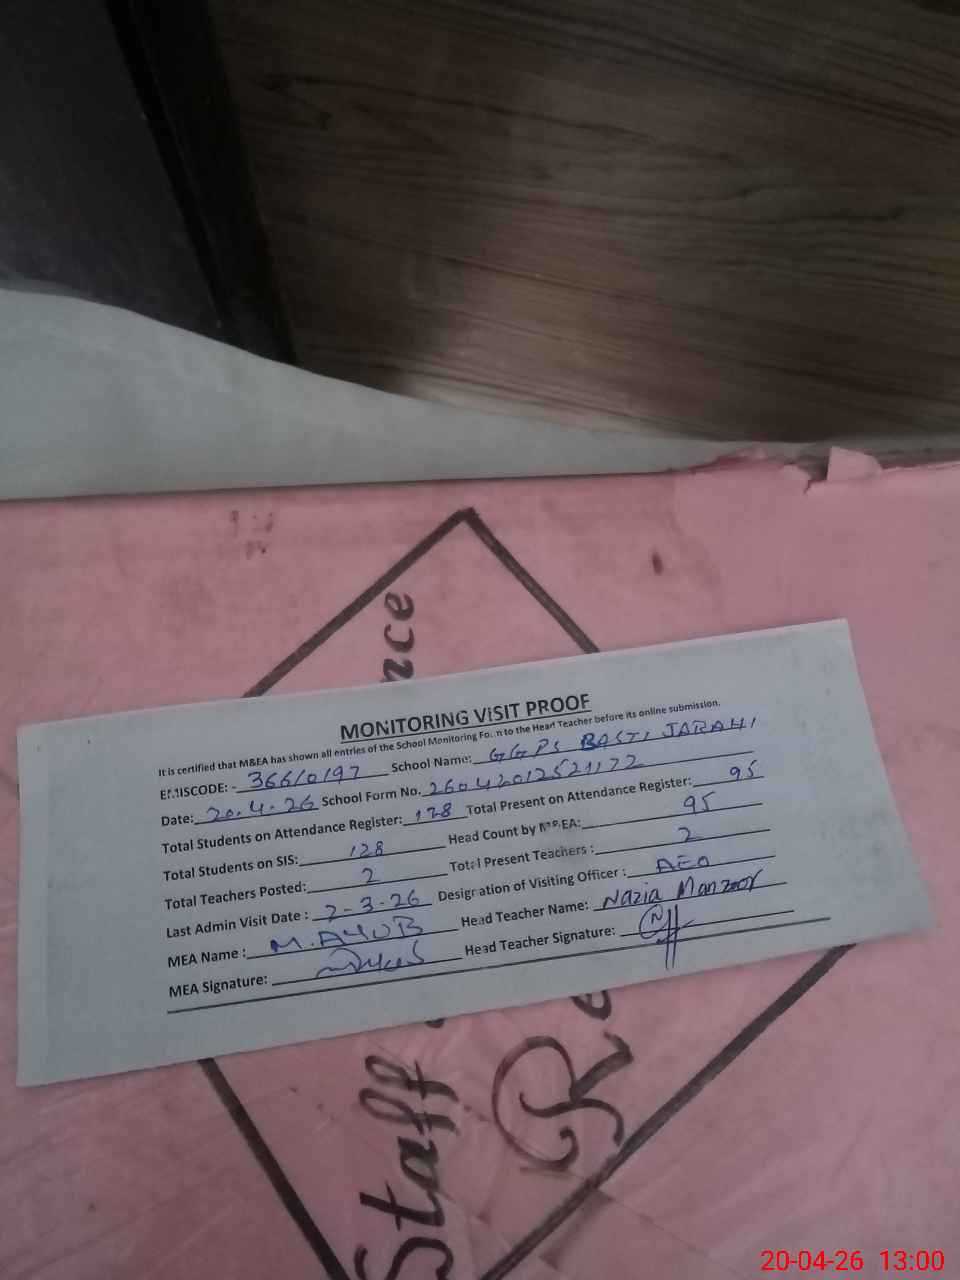 MONITORING VISIT PROOF
It is certified that M&EA has shown all entries of the School Monitoring Form to the Head Teacher before its online submission.
EMISCODE: - 36610197 School Name: GGPS BASTI JARAHI
Date: 20.4.26 School Form No.
Total Students on Attendance Register: 128 Total Present on Attendance Register: 95
Total Students on SIS: 128 Head Count by MEA: 95
Total Teachers Posted: 2 Total Present Teachers : 2
Last Admin Visit Date : 2-3-26 Designation of Visiting Officer : AEO
MEA Name : M.AYUB Head Teacher Name: Nazia Manzoor
MEA Signature: Head Teacher Signature:
nce
Staff
Re
20-04-26 13:00